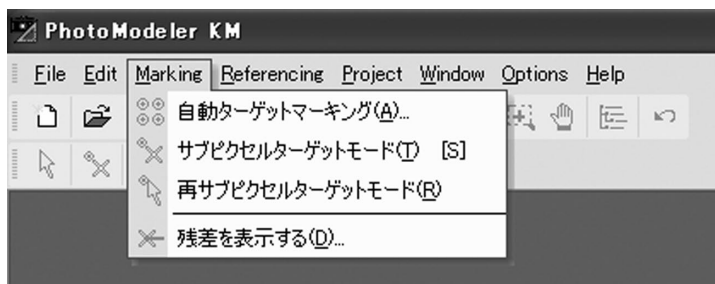 PhotoModeler KM
File Edit Marking Referencing Project Window Options Help
自動ターゲットマーキング(A)...
サブピクセルターゲットモード(T) [S]
再サブピクセルターゲットモード(R)
残差を表示する(D)...